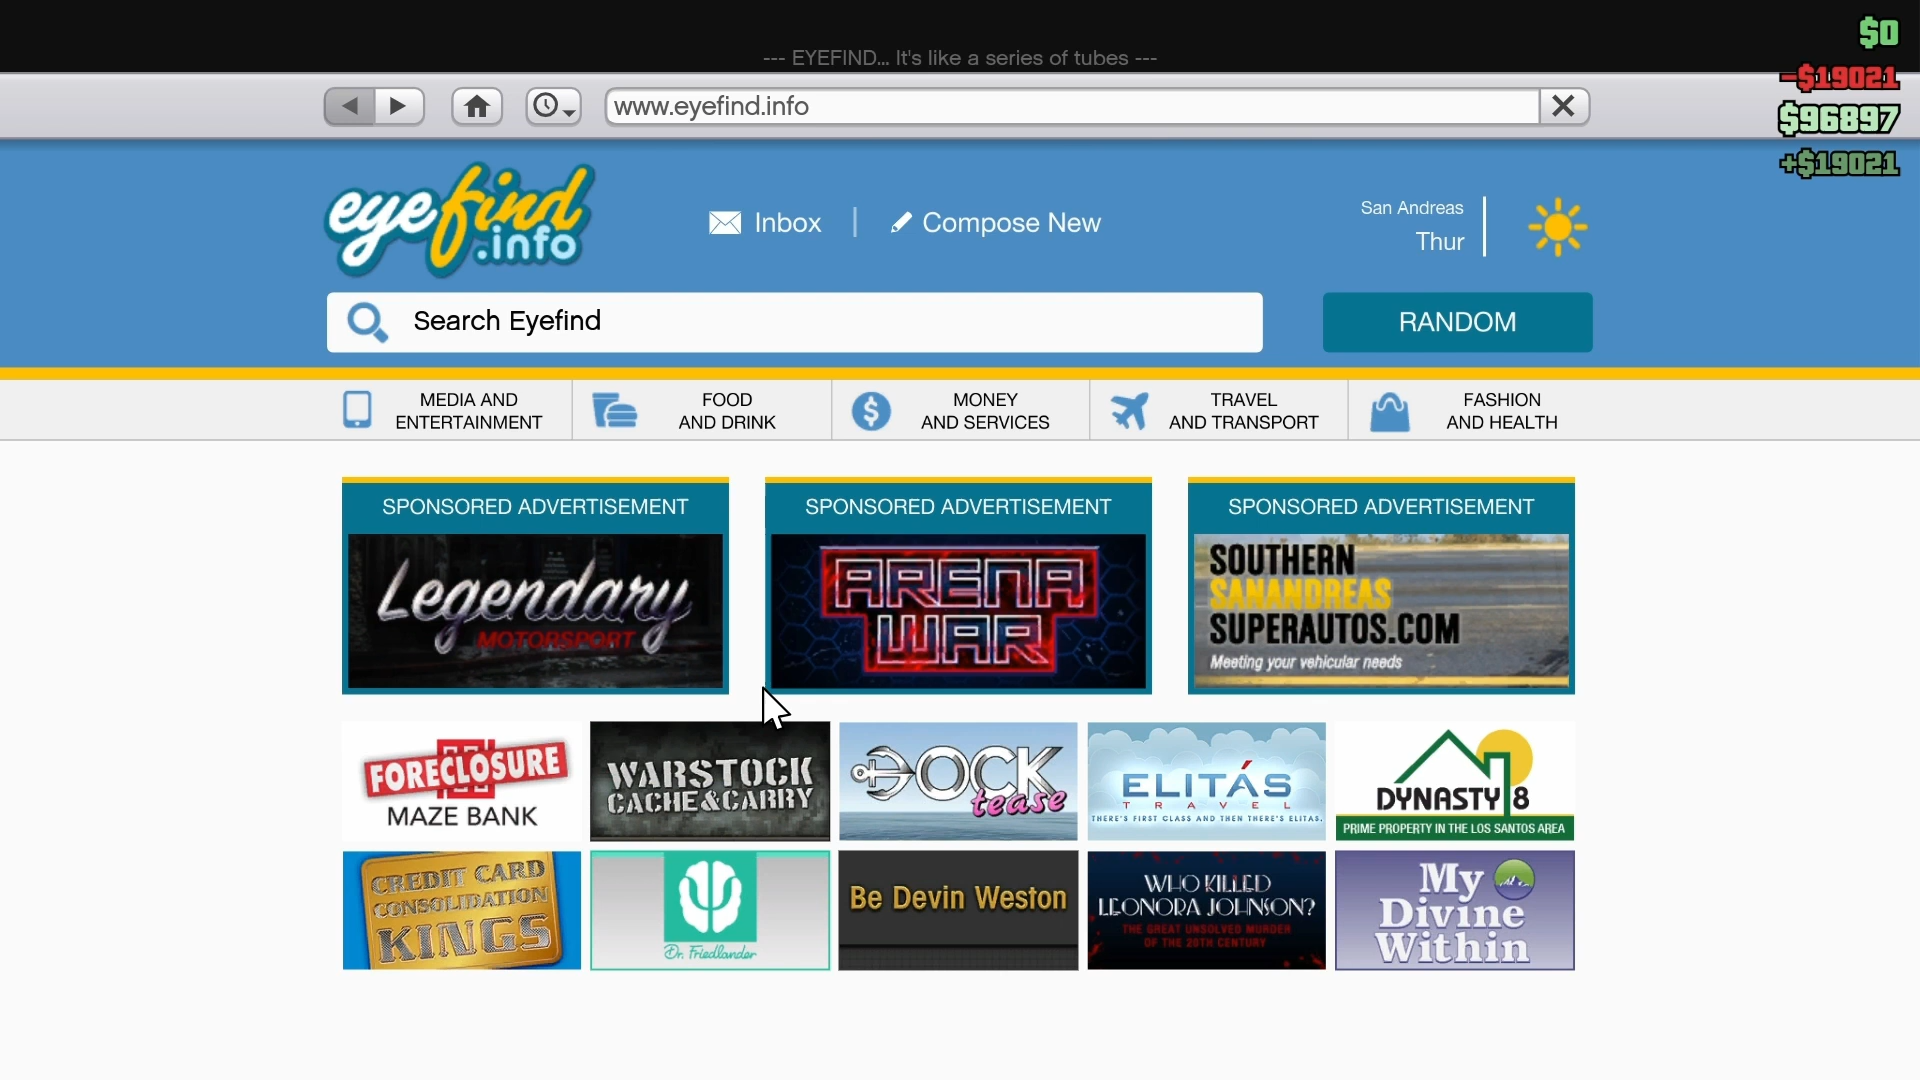 $0
--- EYEFIND... It's like a series of tubes ---
-$19021
www.eyefind.info
$96897
+$19021
eyefind
.info
Inbox
Compose New
San Andreas
Thur
Search Eyefind
RANDOM
MEDIA AND
ENTERTAINMENT
FOOD
AND DRINK
MONEY
AND SERVICES
TRAVEL
AND TRANSPORT
FASHION
AND HEALTH
SPONSORED ADVERTISEMENT
Legendary
MOTORSPORT
SPONSORED ADVERTISEMENT
ARENA
WAR
SPONSORED ADVERTISEMENT
SOUTHERN
SANANDREAS
SUPERAUTOS.COM
Meeting your vehicular needs
FORECLOSURE
MAZE BANK
WARSTOCK
CACHE&CARRY
DOCK
tease
ELITÁS
TRAVEL
THERE'S FIRST CLASS AND THEN THERE'S ELITAS.
DYNASTY 8
PRIME PROPERTY IN THE LOS SANTOS AREA
CREDIT CARD
CONSOLIDATION
KINGS
Dr. Friedlander
Be Devin Weston
WHO KILLED
LEONORA JOHNSON?
THE GREAT UNSOLVED MURDER
OF THE 20TH CENTURY
My
Divine
Within